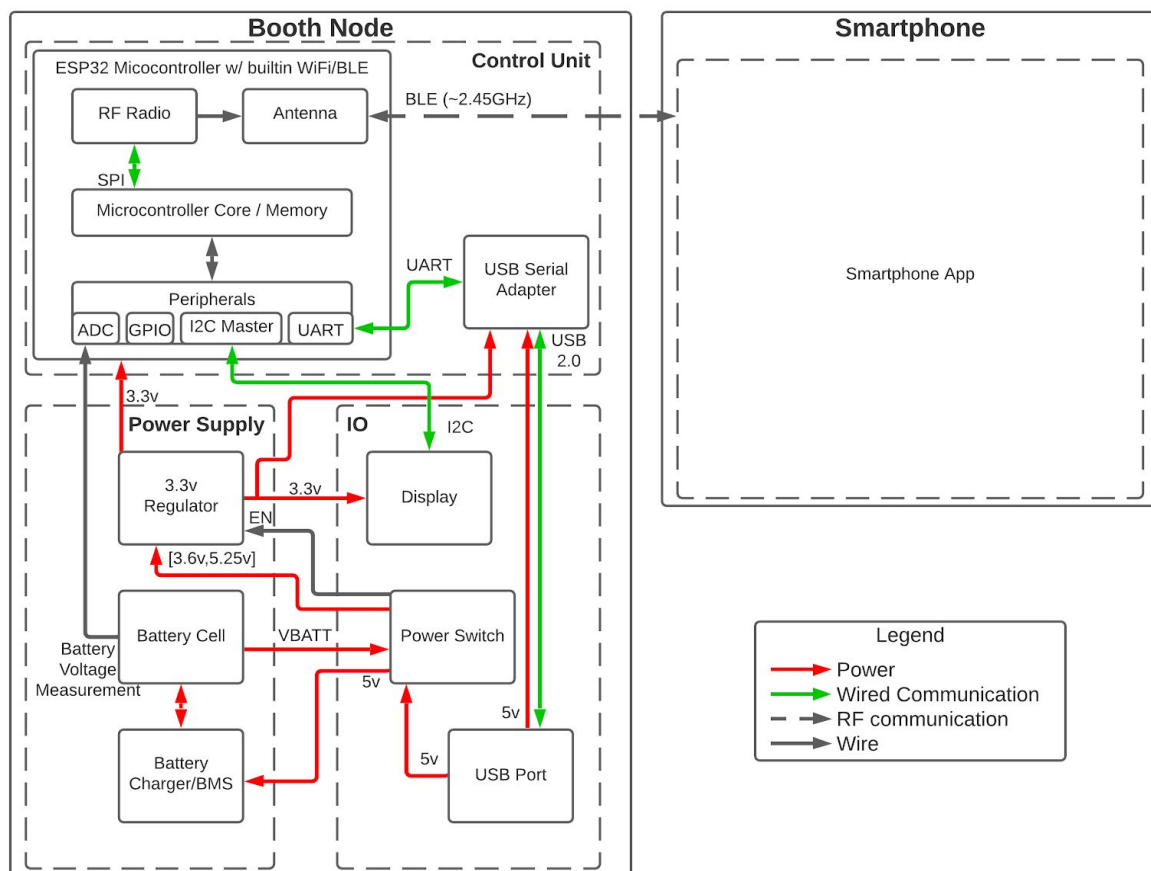 Booth Node
Control Unit
ESP32 Micocontroller w/ builtin WiFi/BLE
RF Radio
Antenna
BLE (~2.45GHz)
SPI
Microcontroller Core / Memory
Peripherals
ADC
GPIO
I2C Master
UART
UART
USB Serial
Adapter
USB
2.0
3.3v
Power Supply
3.3v
Regulator
3.3v
EN
[3.6v,5.25v]
Battery Cell
VBATT
Battery
Voltage
Measurement
Battery
Charger/BMS
IO
I2C
Display
Power Switch
5v
5v
5v
USB Port
Smartphone
Smartphone App
Legend
Power
Wired Communication
RF communication
Wire